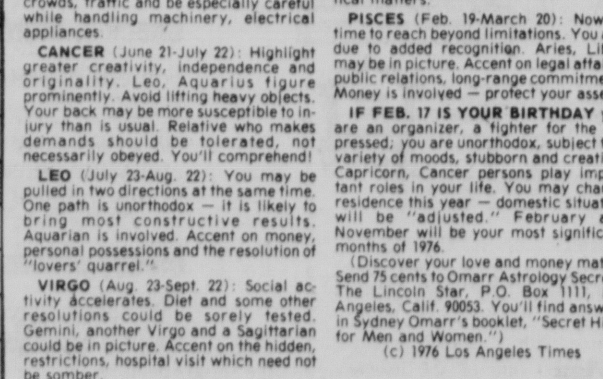 crowds, traffic and be especially careful
while handling machinery, electrical
appliances.
CANCER (June 21-July 22): Highlight
greater creativity, independence and
originality. Leo, Aquarius figure
prominently. Avoid lifting heavy objects.
Your back may be more susceptible to in-
jury than is usual. Relative who makes
demands should be tolerated, not
necessarily obeyed. You'll comprehend!
LEO (July 23-Aug. 22): You may be
pulled in two directions at the same time.
One path is unorthodox — it is likely to
bring most constructive results.
Aquarian is involved. Accent on money,
personal possessions and the resolution of
"lovers' quarrel."
VIRGO (Aug. 23-Sept. 22): Social ac-
tivity accelerates. Diet and some other
resolutions could be sorely tested.
Gemini, another Virgo and a Sagittarian
could be in picture. Accent on the hidden,
restrictions, hospital visit which need not
be somber.
matters.
PISCES (Feb. 19-March 20): Now
time to reach beyond limitations. You
due to added recognition. Aries, Li
may be in picture. Accent on legal affa
public relations, long-range commitme
Money is involved — protect your asse
IF FEB. 17 IS YOUR BIRTHDAY
are an organizer, a fighter for the
pressed; you are unorthodox, subject
variety of moods, stubborn and creati
Capricorn, Cancer persons play imp
tant roles in your life. You may cha
residence this year — domestic situat
will be "adjusted." February a
November will be your most signific
months of 1976.
(Discover your love and money mat
Send 75 cents to Omarr Astrology Secre
The Lincoln Star, P.O. Box 1111,
Angeles, Calif. 90053. You'll find answ
in Sydney Omarr's booklet, "Secret Hi
for Men and Women.")
(c) 1976 Los Angeles Times